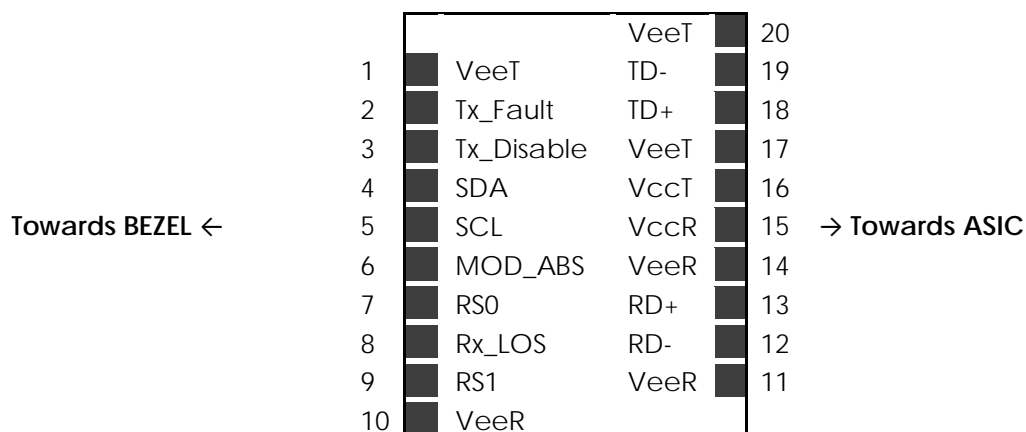 VeeT 20
1 VeeT TD- 19
2 Tx_Fault TD+ 18
3 Tx_Disable VeeT 17
4 SDA VccT 16
Towards BEZEL ← 5 SCL VccR 15 → Towards ASIC
6 MOD_ABS VeeR 14
7 RS0 RD+ 13
8 Rx_LOS RD- 12
9 RS1 VeeR 11
10 VeeR